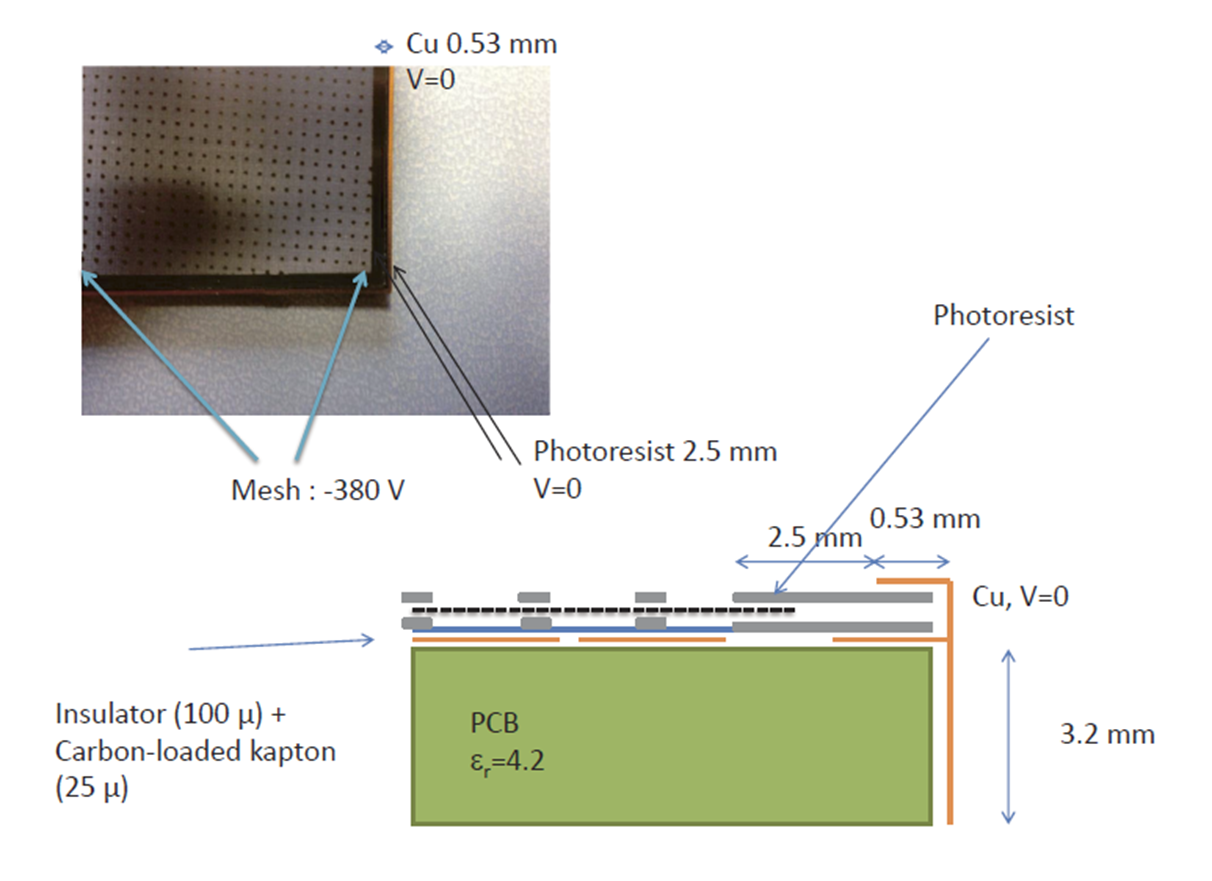 Cu 0.53 mm
V=0
Photoresist
Photoresist 2.5 mm
V=0
Mesh : -380 V
0.53 mm
2.5 mm
Cu, V=0
Insulator (100 µ) +
Carbon-loaded kapton
(25 µ)
PCB
εr=4.2
3.2 mm